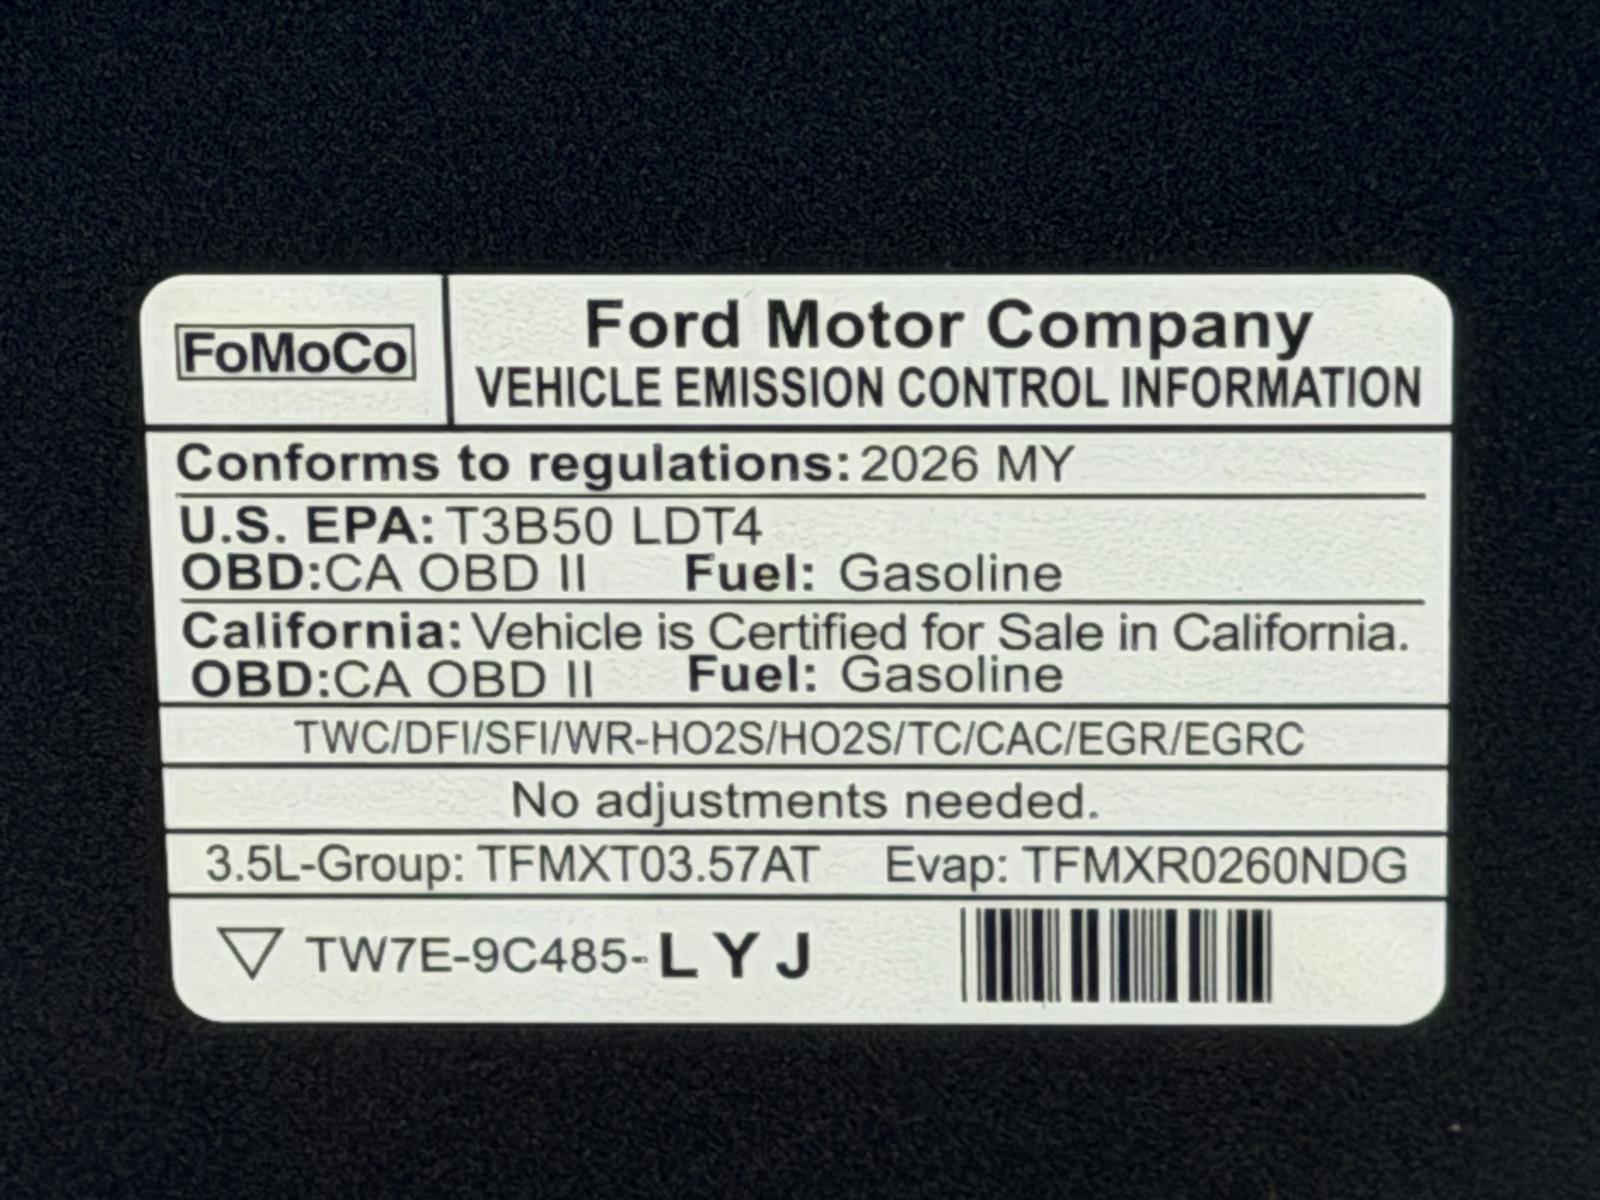 FoMoCo
Ford Motor Company
VEHICLE EMISSION CONTROL INFORMATION
Conforms to regulations: 2026 MY
U.S. EPA: T3B50 LDT4
OBD:CA OBD II Fuel: Gasoline
California: Vehicle is Certified for Sale in California.
OBD:CA OBD II Fuel: Gasoline
TWC/DFI/SFI/WR-HO2S/HO2S/TC/CAC/EGR/EGRC
No adjustments needed.
3.5L-Group: TFMXT03.57AT Evap: TFMXR0260NDG
TW7E-9C485-LYJ